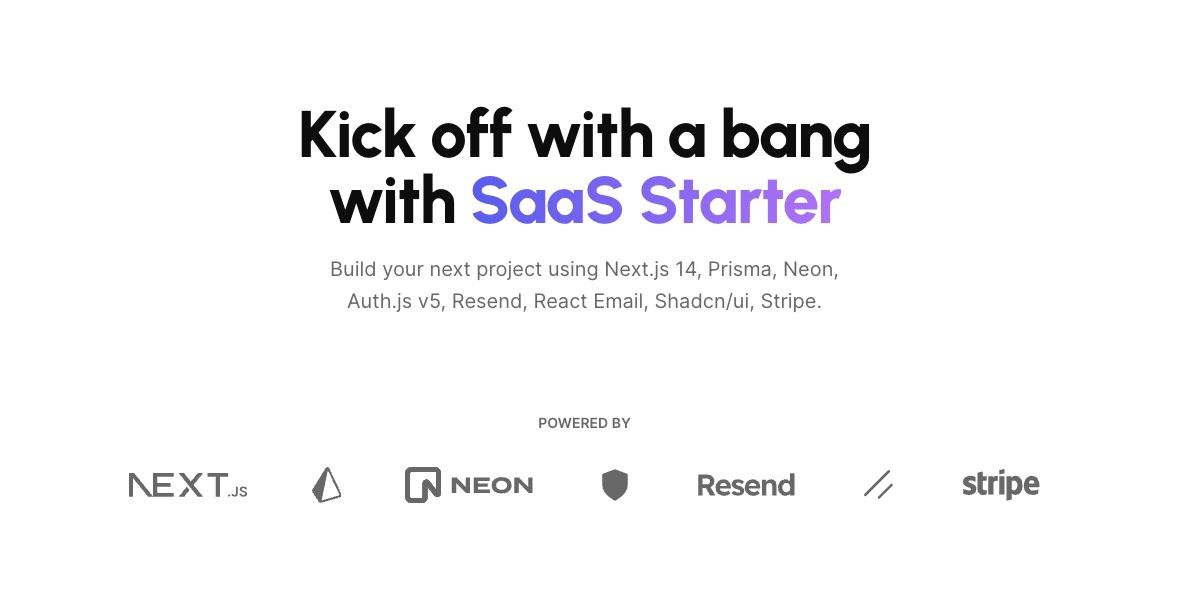 Kick off with a bang
with SaaS Starter
Build your next project using Next.js 14, Prisma, Neon,
Auth.js v5, Resend, React Email, Shadcn/ui, Stripe.
POWERED BY
NEXT.JS NEON Resend stripe